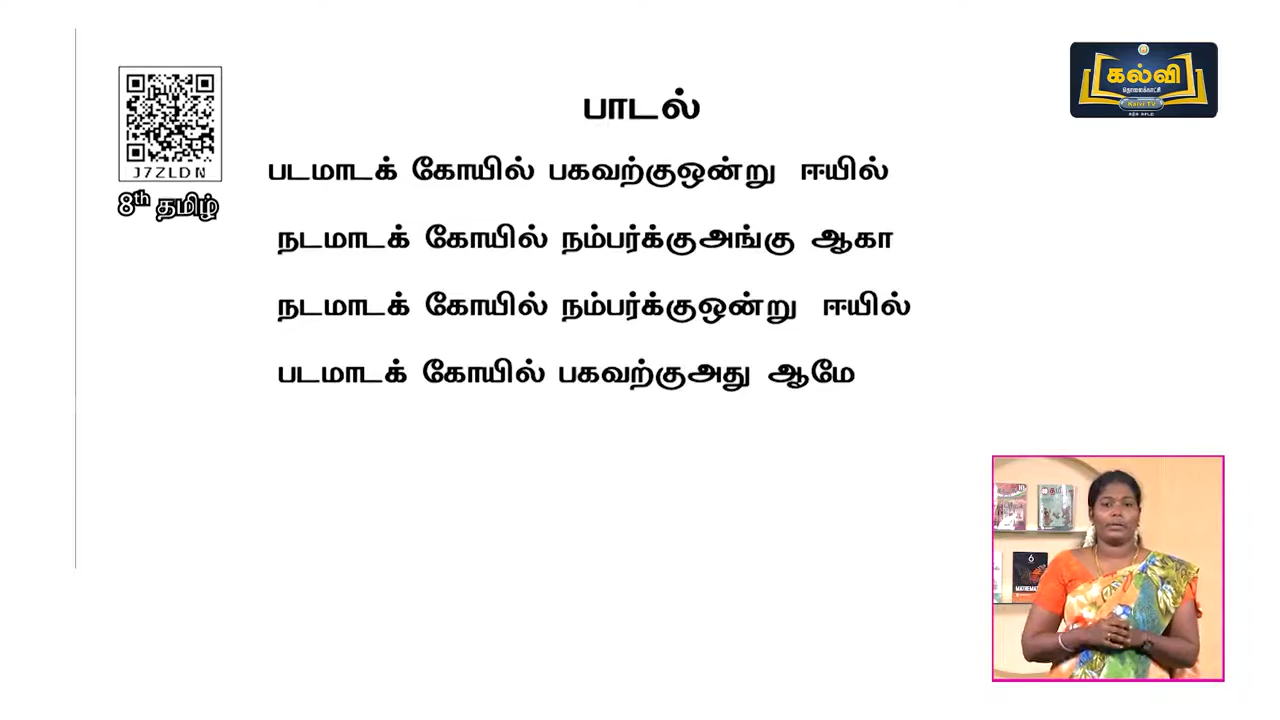 கல்வி
தொலைக்காட்சி
Kalvi TV
பாடல்
J7ZLDN
8th தமிழ்
படமாடக் கோயில் பகவற்குஒன்று ஈயில்
நடமாடக் கோயில் நம்பர்க்குஅங்கு ஆகா
நடமாடக் கோயில் நம்பர்க்குஒன்று ஈயில்
படமாடக் கோயில் பகவற்குஅது ஆமே
6